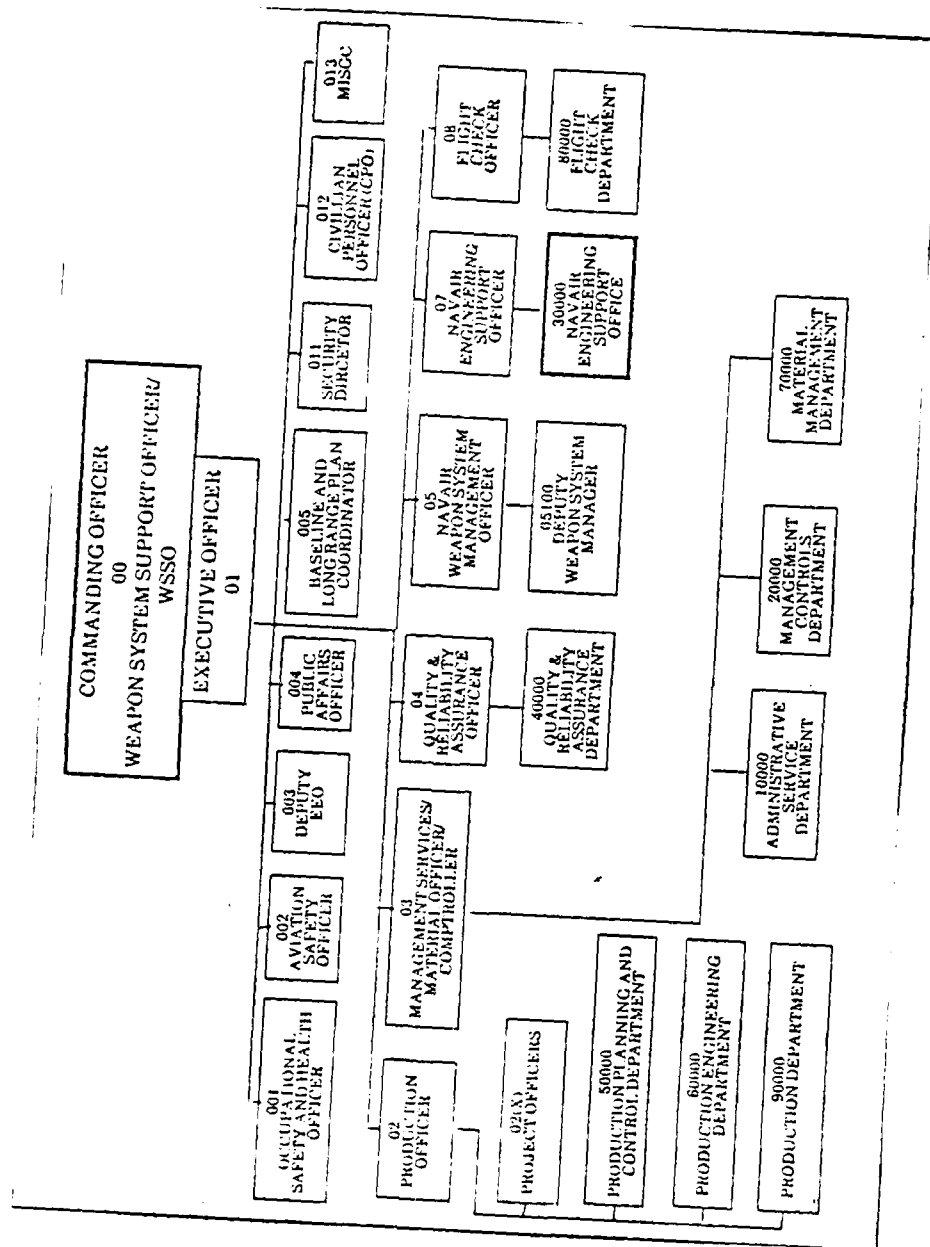 COMMANDING OFFICER
00
WEAPON SYSTEM SUPPORT OFFICER/
WSSO
EXECUTIVE OFFICER
01
001
OCCUPATIONAL
SAFETY AND HEALTH
OFFICER
002
AVIATION
SAFETY
OFFICER
003
DEPUTY
EEO
004
PUBLIC
AFFAIRS
OFFICER
005
BASELINE AND
LONG RANGE PLAN
COORDINATOR
011
SECURITY
DIRCETOR
012
CIVILLIAN
PERSONNEL
OFFICER (CPO)
013
MISGC
02
PRODUCTION
OFFICER
03
MANAGEMENT SERVICES/
MATERIAL OFFICER/
COMPTROLLER
04
QUALITY &
RELIABILITY
ASSURANCE
OFFICER
05
NAVAIR
WEAPON SYSTEM
MANAGEMENT
OFFICER
07
NAVAIR
ENGINEERING
SUPPORT
OFFICER
08
FLIGHT
CHECK
OFFICER
02(X)
PROJECT OFFICERS
40000
QUALITY &
RELIABILITY
ASSURANCE
DEPARTMENT
05100
DEPUTY
WEAPON SYSTEM
MANAGER
30000
NAVAIR
ENGINEERING
SUPPORT
OFFICE
80000
FLIGHT
CHECK
DEPARTMENT
50000
PRODUCTION PLANNING AND
CONTROL DEPARTMENT
60000
PRODUCTION ENGINEERING
DEPARTMENT
90000
PRODUCTION DEPARTMENT
10000
ADMINISTRATIVE
SERVICE
DEPARTMENT
20000
MANAGEMENT
CONTROLS
DEPARTMENT
70000
MATERIAL
MANAGEMENT
DEPARTMENT